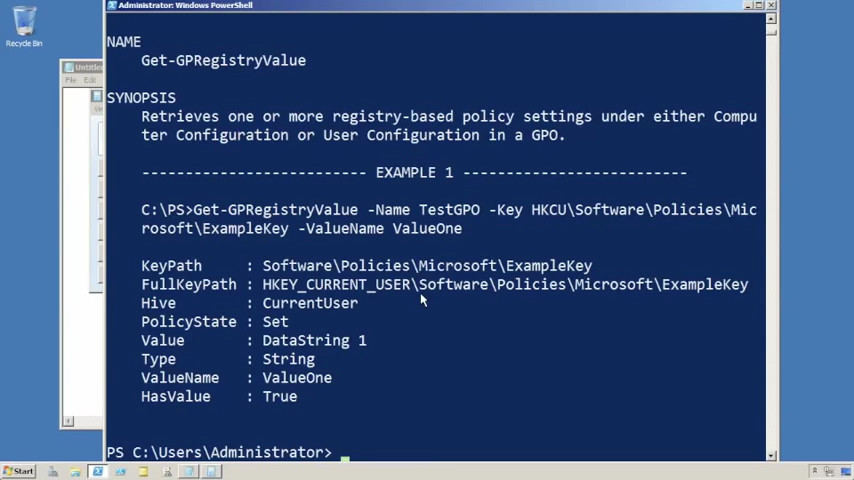 Administrator: Windows PowerShell
Recycle Bin
File Edit
NAME
Get-GPRegistryValue
SYNOPSIS
Retrieves one or more registry-based policy settings under either Compu
ter Configuration or User Configuration in a GPO.
-------------------------- EXAMPLE 1 --------------------------
C:\PS>Get-GPRegistryValue -Name TestGPO -Key HKCU\Software\Policies\Mic
rosoft\ExampleKey -ValueName ValueOne
KeyPath : Software\Policies\Microsoft\ExampleKey
FullKeyPath : HKEY_CURRENT_USER\Software\Policies\Microsoft\ExampleKey
Hive : CurrentUser
PolicyState : Set
Value : DataString 1
Type : String
ValueName : ValueOne
HasValue : True
PS C:\Users\Administrator>
Start